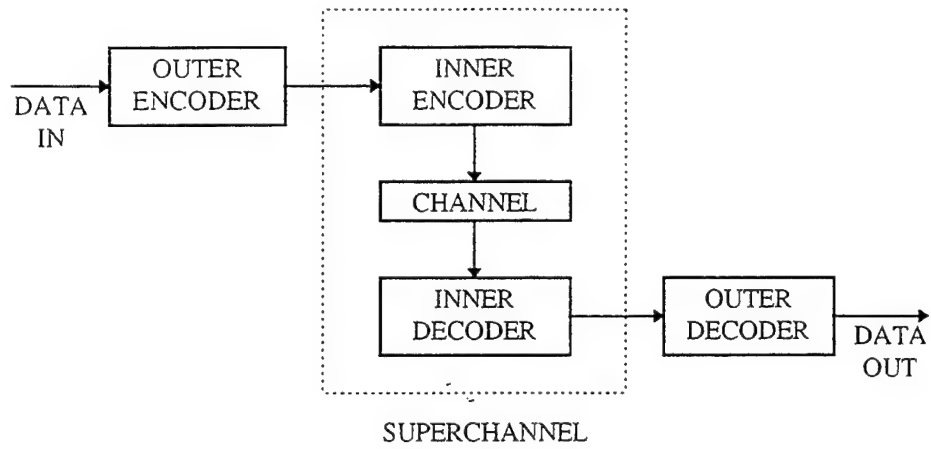 OUTER
ENCODER
DATA
IN
INNER
ENCODER
CHANNEL
INNER
DECODER
OUTER
DECODER
DATA
OUT
SUPERCHANNEL